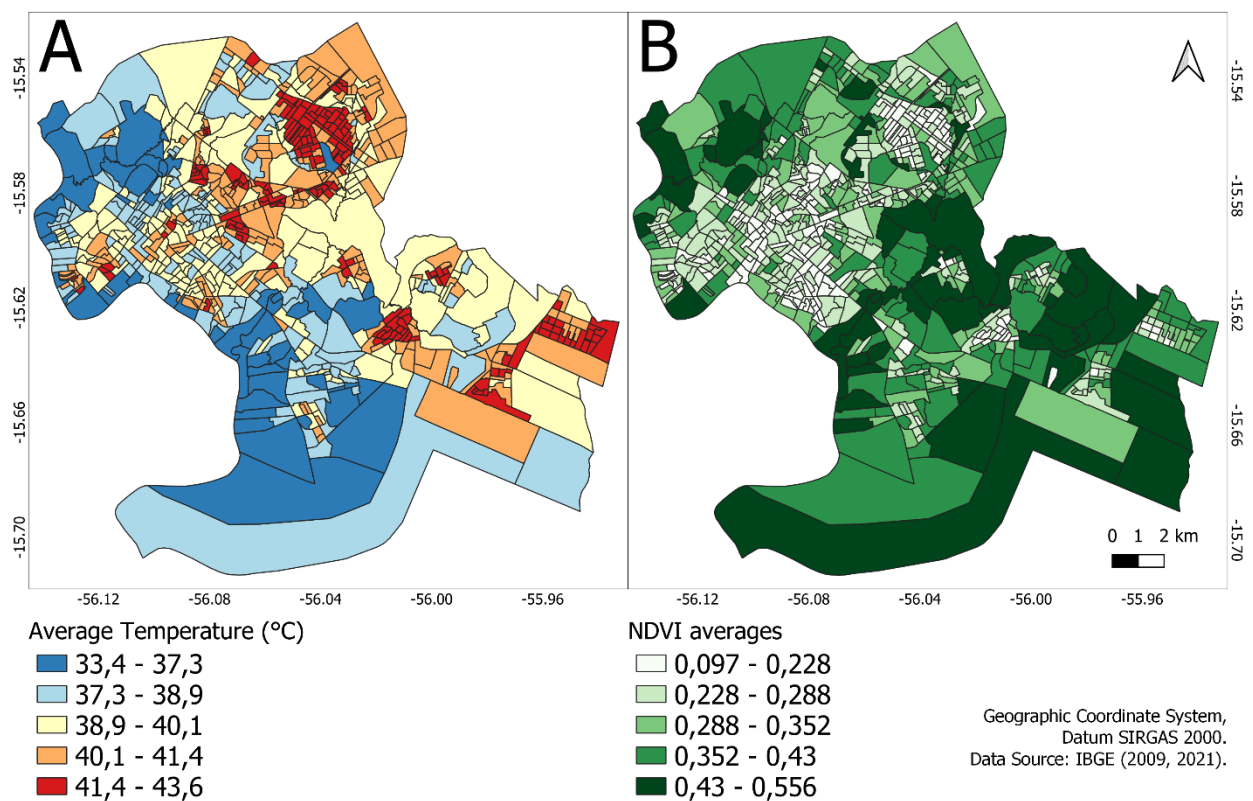 A
B
-15.54
-15.58
-15.62
-15.66
-15.70
-15.54
-15.58
-15.62
-15.66
-15.70
0 1 2 km
-56.12 -56.08 -56.04 -56.00 -55.96
-56.12 -56.08 -56.04 -56.00 -55.96
Average Temperature (°C)
33,4 - 37,3
37,3 - 38,9
38,9 - 40,1
40,1 - 41,4
41,4 - 43,6
NDVI averages
0,097 - 0,228
0,228 - 0,288
0,288 - 0,352
0,352 - 0,43
0,43 - 0,556
Geographic Coordinate System,
Datum SIRGAS 2000.
Data Source: IBGE (2009, 2021).